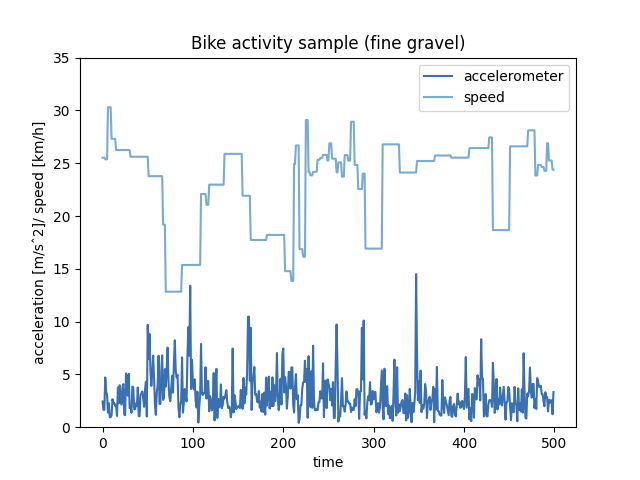 Bike activity sample (fine gravel)
accelerometer
speed
35
30
25
20
15
10
5
0
acceleration [m/s^2]/ speed [km/h]
0 100 200 300 400 500
time